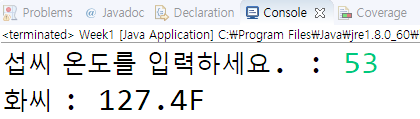 Problems @ Javadoc Declaration Console Coverage
<terminated> Week1 [Java Application] C:₩Program Files₩Java₩jre1.8.0_60₩
섭씨 온도를 입력하세요. : 53
화씨 : 127.4F